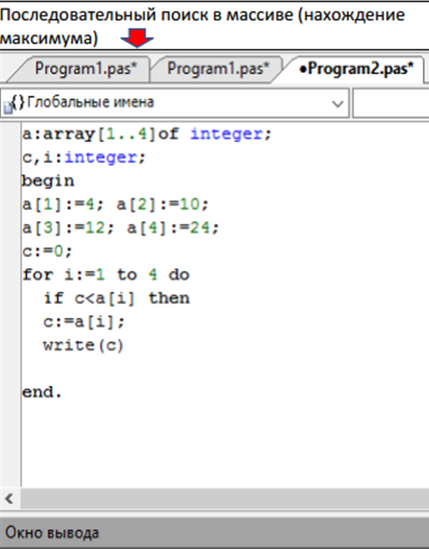 Последовательный поиск в массиве (нахождение
максимума)
Program1.pas* Program1.pas* •Program2.pas*
{} Глобальные имена
a:array[1..4]of integer;
c,i:integer;
begin
a[1]:=4; a[2]:=10;
a[3]:=12; a[4]:=24;
c:=0;
for i:=1 to 4 do
if c<a[i] then
c:=a[i];
write(c)
end.
Окно вывода